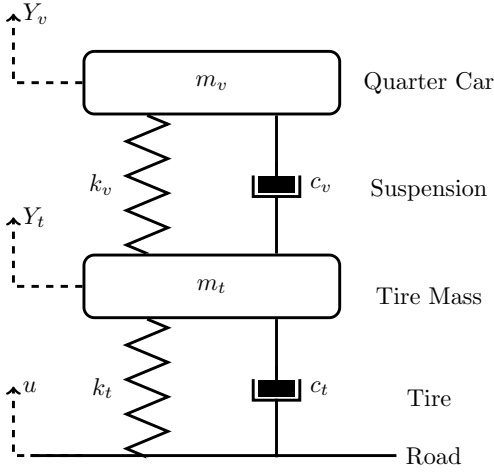 Y_v
m_v Quarter Car
k_v c_v Suspension
Y_t
m_t Tire Mass
k_t c_t Tire
u
Road